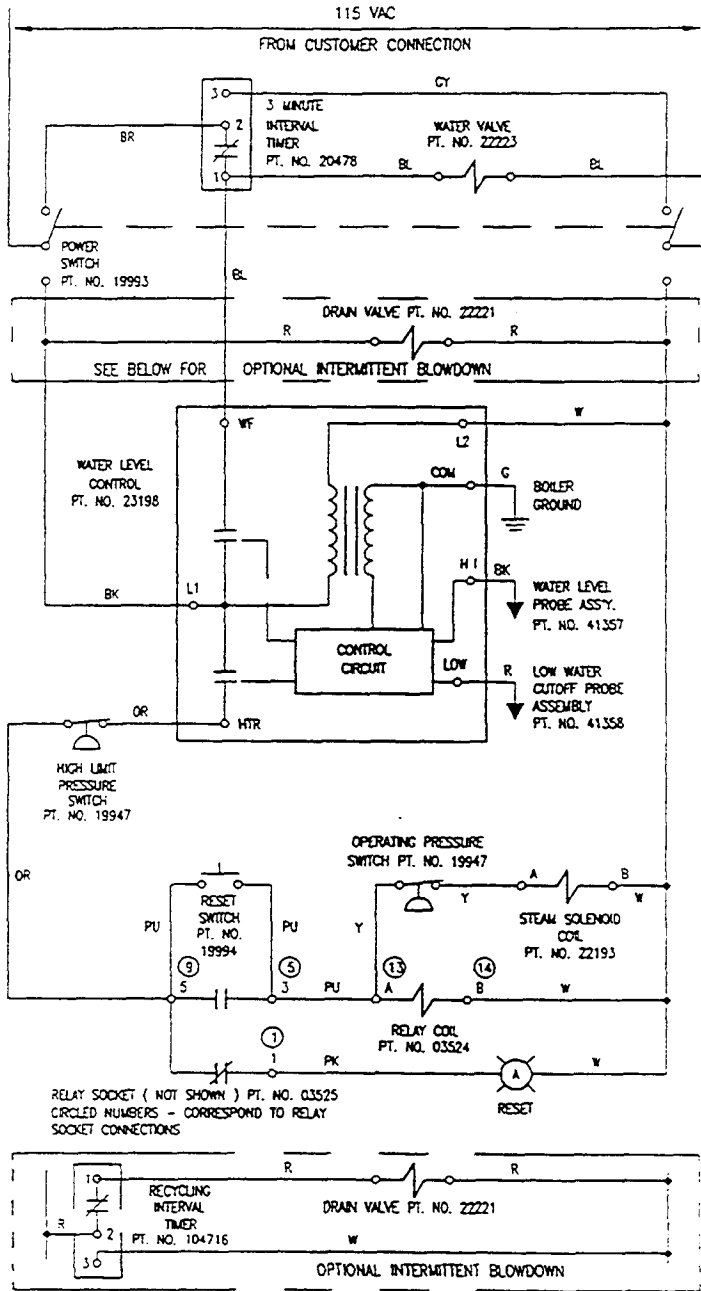 115 VAC
FROM CUSTOMER CONNECTION
3
GY
3 MINUTE
INTERVAL
TIMER
PT. NO. 20478
2
BR
1
WATER VALVE
PT. NO. 22223
BL
BL
POWER
SWITCH
PT. NO. 19993
BL
DRAIN VALVE PT. NO. 22221
R
R
SEE BELOW FOR OPTIONAL INTERMITTENT BLOWDOWN
WF
W
L2
WATER LEVEL
CONTROL
PT. NO. 23198
COM
G
BOILER
GROUND
HI
BK
BK
L1
WATER LEVEL
PROBE ASS'Y.
PT. NO. 41357
CONTROL
CIRCUIT
LOW
R
LOW WATER
CUTOFF PROBE
ASSEMBLY
PT. NO. 41358
OR
HTR
HIGH LIMIT
PRESSURE
SWITCH
PT. NO. 19947
OPERATING PRESSURE
SWITCH PT. NO. 19947
OR
A
B
Y
W
RESET
SWITCH
PT. NO.
19994
PU
PU
Y
STEAM SOLENOID
COIL
PT. NO. 22193
9
5
13
14
5
3
PU
A
B
W
RELAY COIL
PT. NO. 03524
1
1
PK
A
W
RESET
RELAY SOCKET ( NOT SHOWN ) PT. NO. 03525
CIRCLED NUMBERS - CORRESPOND TO RELAY
SOCKET CONNECTIONS
1
R
R
RECYCLING
INTERVAL
TIMER
PT. NO. 104716
DRAIN VALVE PT. NO. 22221
R
2
W
3
OPTIONAL INTERMITTENT BLOWDOWN